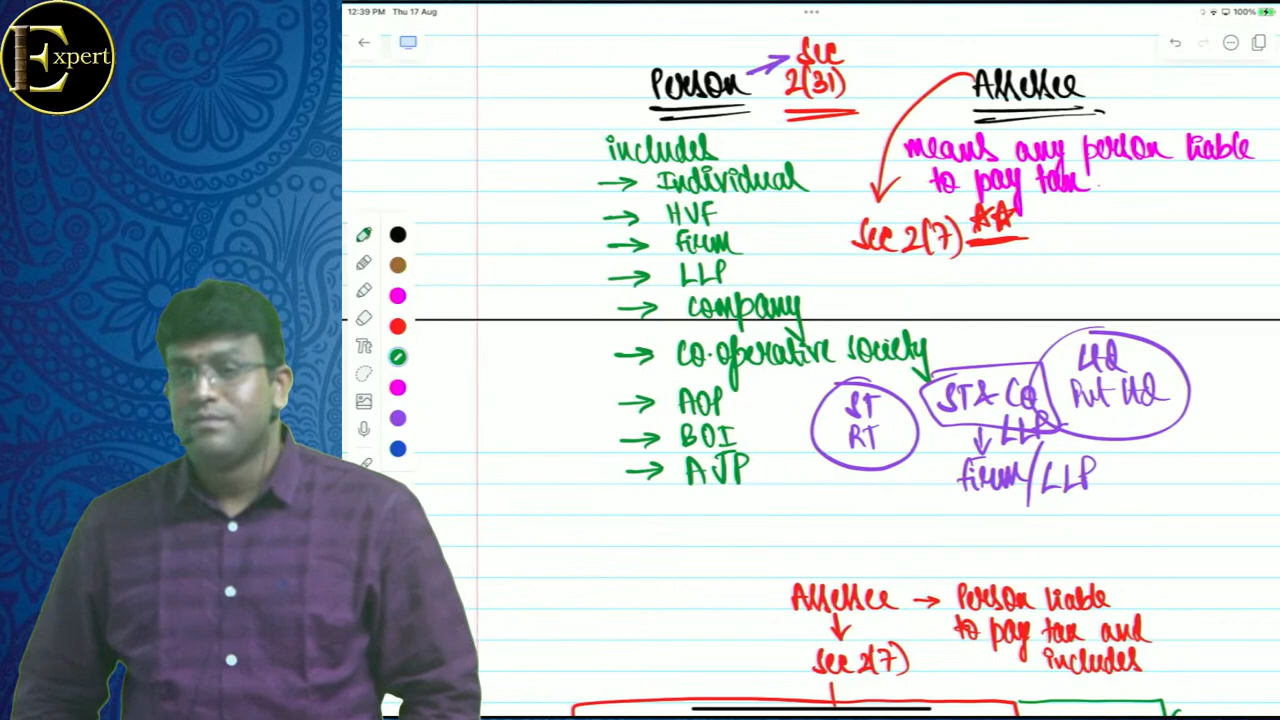 12:39 PM Thu 17 Aug
100%
Expert
Person
Sec
2(31)
Assessee
includes
→ Individual
→ HUF
→ firm
→ LLP
→ company
→ co-operative society
→ AOP
→ BOI
→ AJP
means any person liable
to pay tax.
Sec 2(7)
ST
RT
ST & Co
LLP
Ltd
Pvt Ltd
firm/LLP
Tt
Assessee → Person liable
to pay tax and
includes
Sec 2(7)